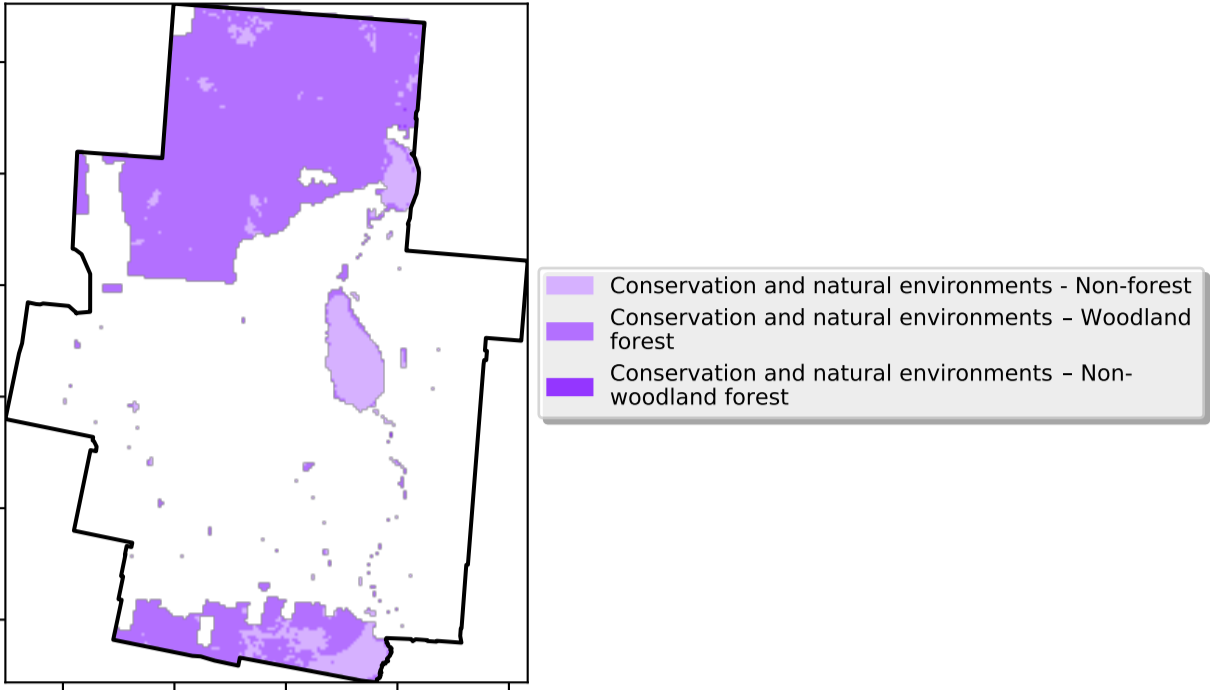 Conservation and natural environments - Non-forest
Conservation and natural environments – Woodland
forest
Conservation and natural environments – Non-
woodland forest